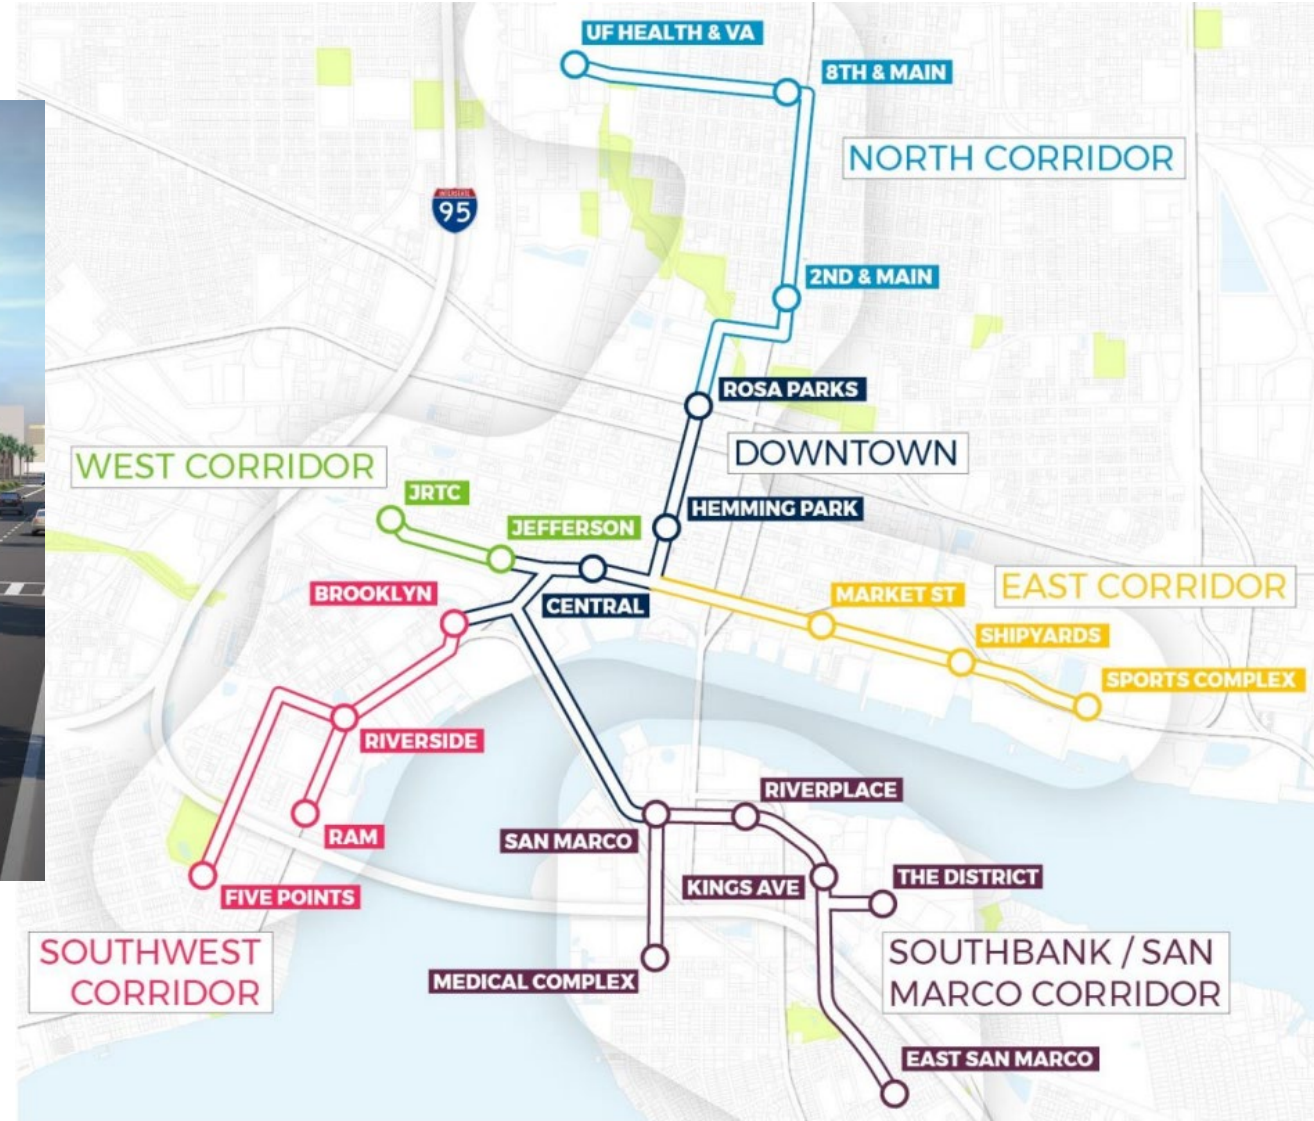 UF HEALTH & VA
8TH & MAIN
NORTH CORRIDOR
INTERSTATE
95
2ND & MAIN
ROSA PARKS
DOWNTOWN
WEST CORRIDOR
JRTC
HEMMING PARK
JEFFERSON
EAST CORRIDOR
BROOKLYN
CENTRAL
MARKET ST
SHIPYARDS
SPORTS COMPLEX
RIVERSIDE
RIVERPLACE
RAM
SAN MARCO
KINGS AVE
THE DISTRICT
FIVE POINTS
SOUTHWEST
CORRIDOR
SOUTHBANK / SAN
MARCO CORRIDOR
MEDICAL COMPLEX
EAST SAN MARCO